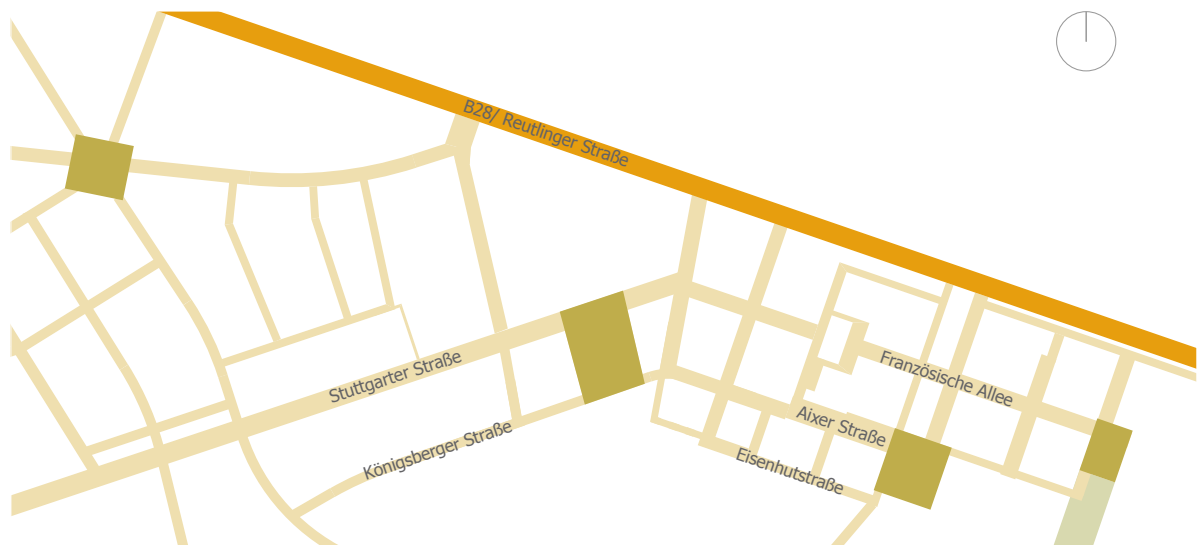 B28/ Reutlinger Straße
Stuttgarter Straße
Französische Allee
Aixer Straße
Königsberger Straße
Eisenhutstraße